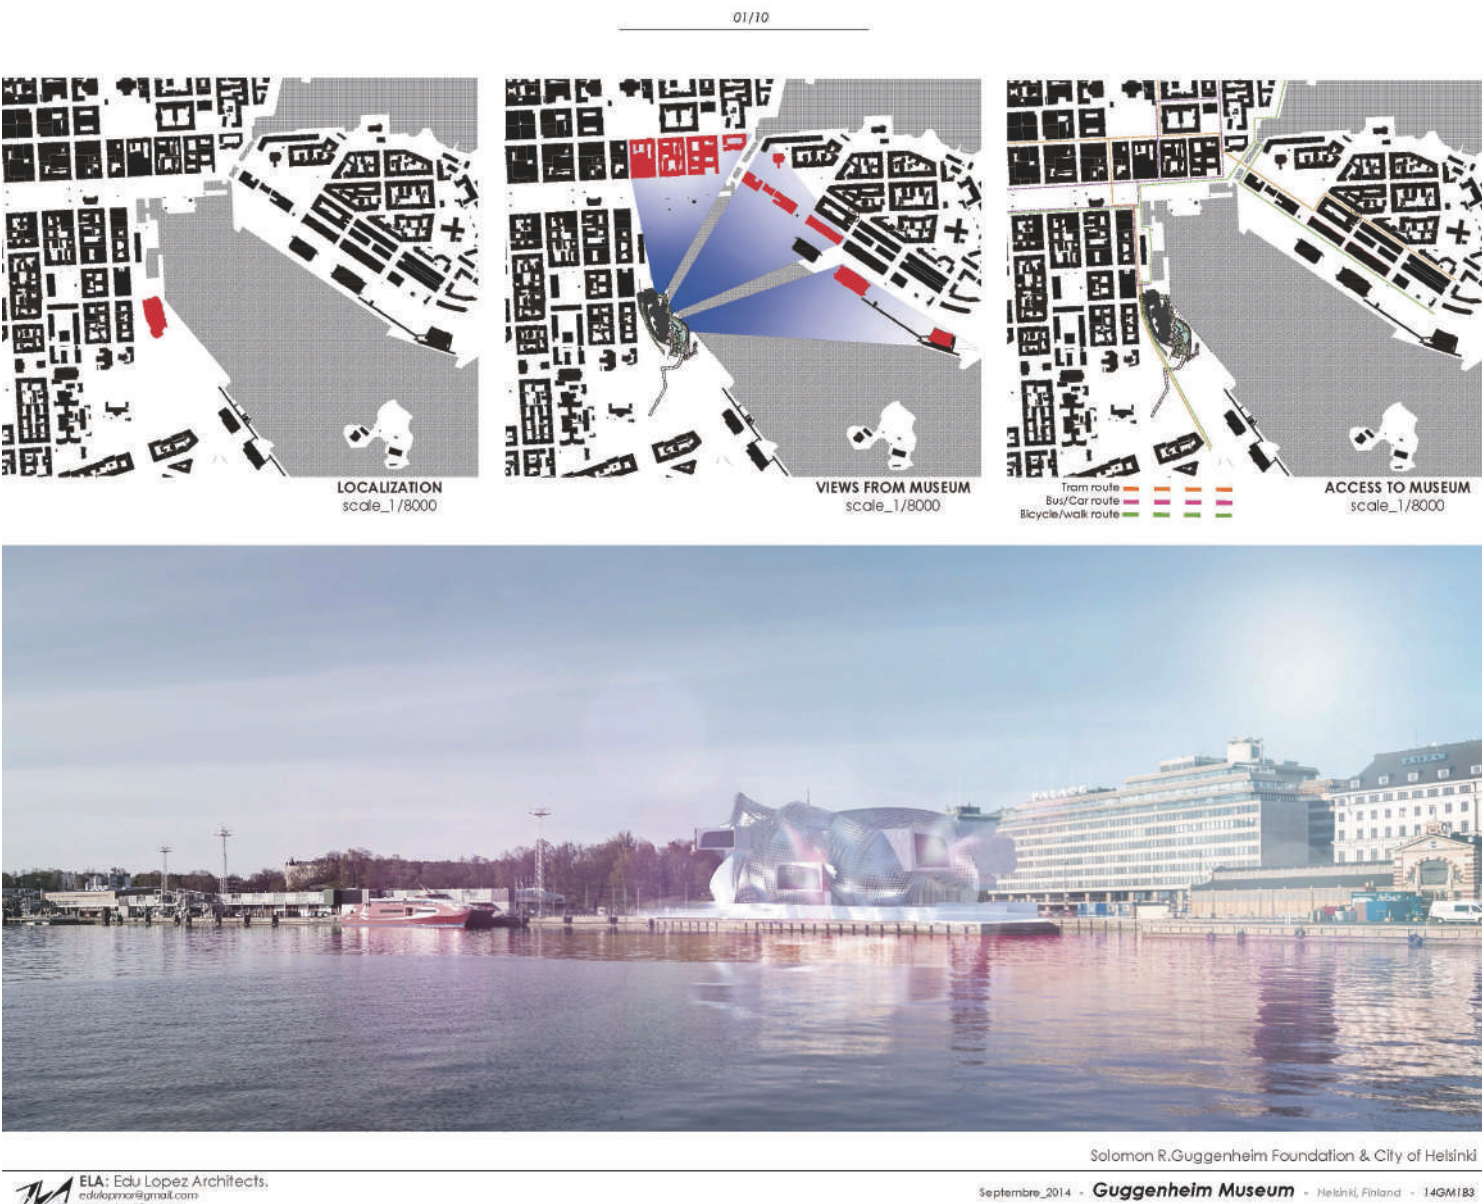 01/10
LOCALIZATION
scale_1/8000
VIEWS FROM MUSEUM
scale_1/8000
Tram route
Bus/Car route
Bicycle/walk route
ACCESS TO MUSEUM
scale_1/8000
PALACE
Solomon R.Guggenheim Foundation & City of Helsinki
ELA: Edu Lopez Architects.
edulopmor@gmail.com
Septembre_2014 - Guggenheim Museum - Helsinki, Finland - 14GM1B3